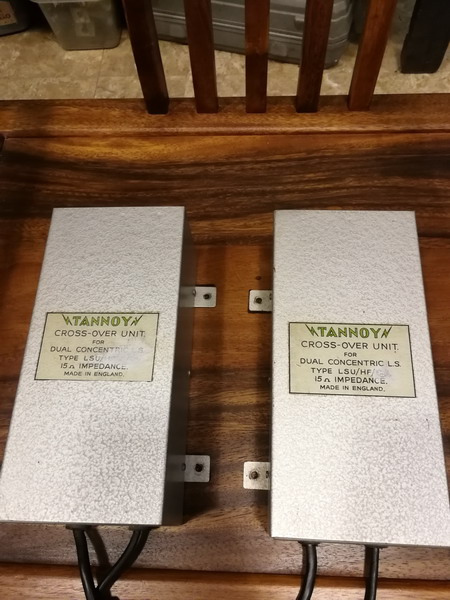 TANNOY
CROSS-OVER UNIT
FOR
DUAL CONCENTRIC L.S.
TYPE LSU/HF/
15Ω IMPEDANCE.
MADE IN ENGLAND.
TANNOY
CROSS-OVER UNIT.
FOR
DUAL CONCENTRIC L.S.
TYPE LSU/HF/
15Ω IMPEDANCE.
MADE IN ENGLAND.